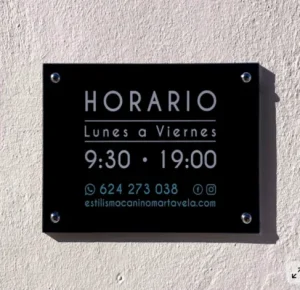 HORARIO
Lunes a Viernes
9:30 • 19:00
624 273 038
estilismocaninomartavela.com